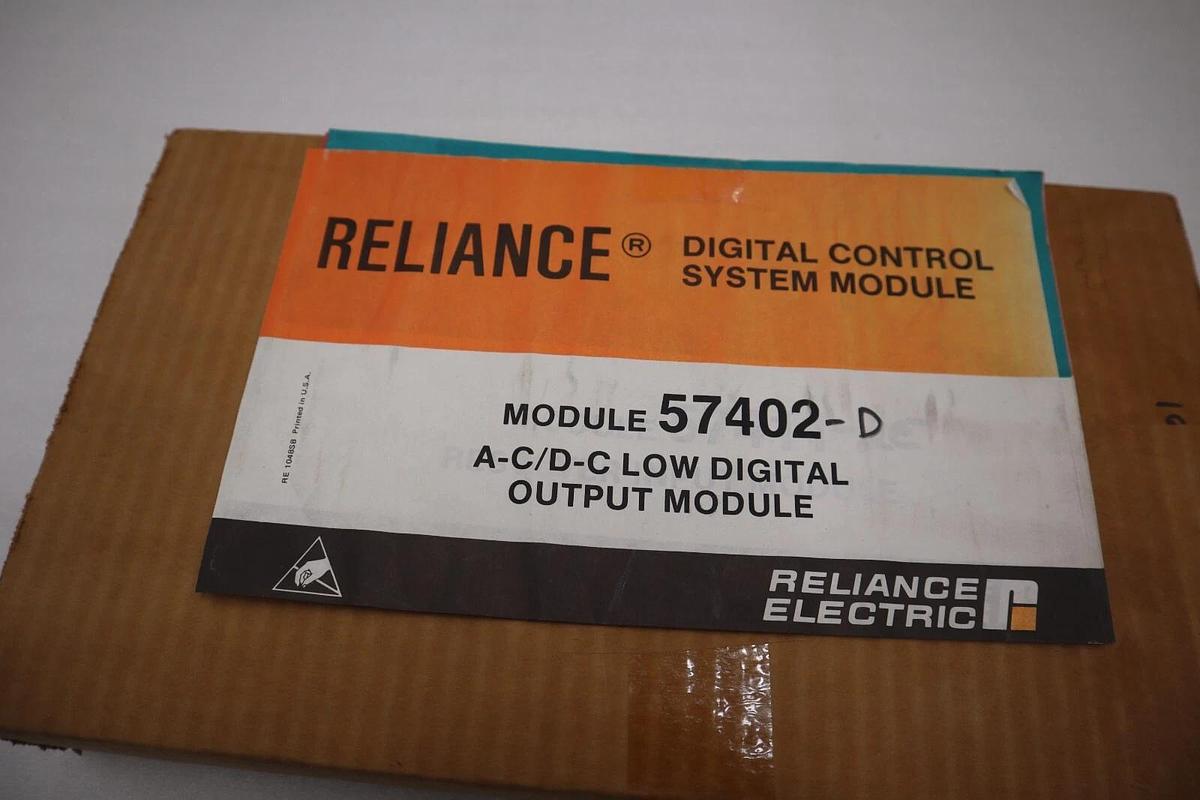 RELIANCE®
DIGITAL CONTROL
SYSTEM MODULE
RE 1048SB Printed in U.S.A.
MODULE 57402-D
A-C/D-C LOW DIGITAL
OUTPUT MODULE
RELIANCE
ELECTRIC